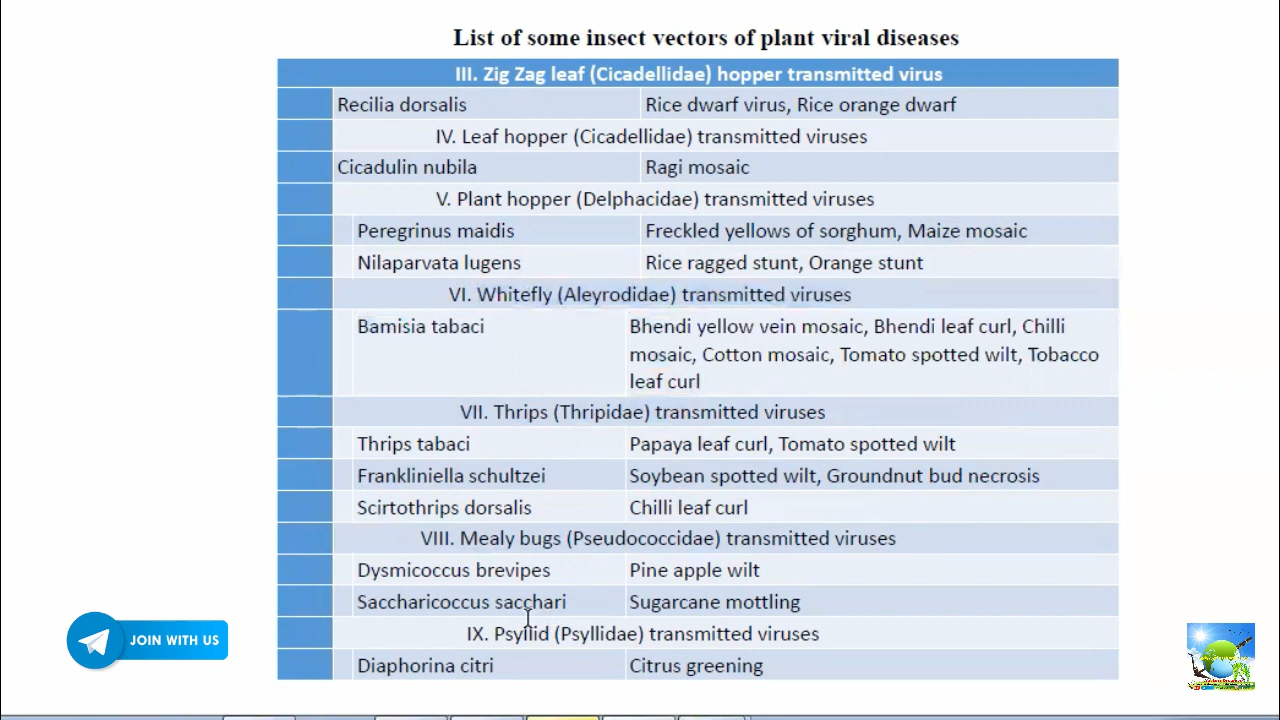 List of some insect vectors of plant viral diseases
III. Zig Zag leaf (Cicadellidae) hopper transmitted virus
Recilia dorsalis Rice dwarf virus, Rice orange dwarf
IV. Leaf hopper (Cicadellidae) transmitted viruses
Cicadulin nubila Ragi mosaic
V. Plant hopper (Delphacidae) transmitted viruses
Peregrinus maidis Freckled yellows of sorghum, Maize mosaic
Nilaparvata lugens Rice ragged stunt, Orange stunt
VI. Whitefly (Aleyrodidae) transmitted viruses
Bamisia tabaci Bhendi yellow vein mosaic, Bhendi leaf curl, Chilli
mosaic, Cotton mosaic, Tomato spotted wilt, Tobacco
leaf curl
VII. Thrips (Thripidae) transmitted viruses
Thrips tabaci Papaya leaf curl, Tomato spotted wilt
Frankliniella schultzei Soybean spotted wilt, Groundnut bud necrosis
Scirtothrips dorsalis Chilli leaf curl
VIII. Mealy bugs (Pseudococcidae) transmitted viruses
Dysmicoccus brevipes Pine apple wilt
Saccharicoccus sacchari Sugarcane mottling
IX. Psyllid (Psyllidae) transmitted viruses
Diaphorina citri Citrus greening
JOIN WITH US